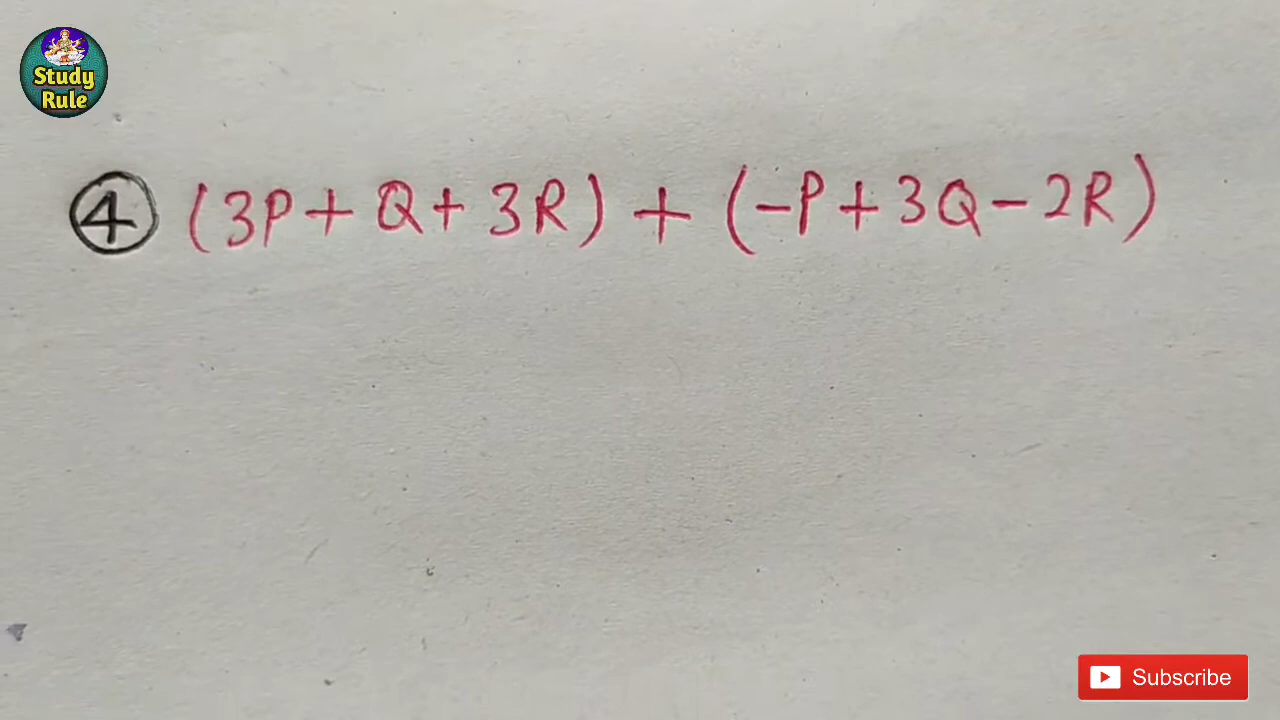 Study
Rule
④ (3P + Q + 3R) + (-P + 3Q - 2R)
Subscribe